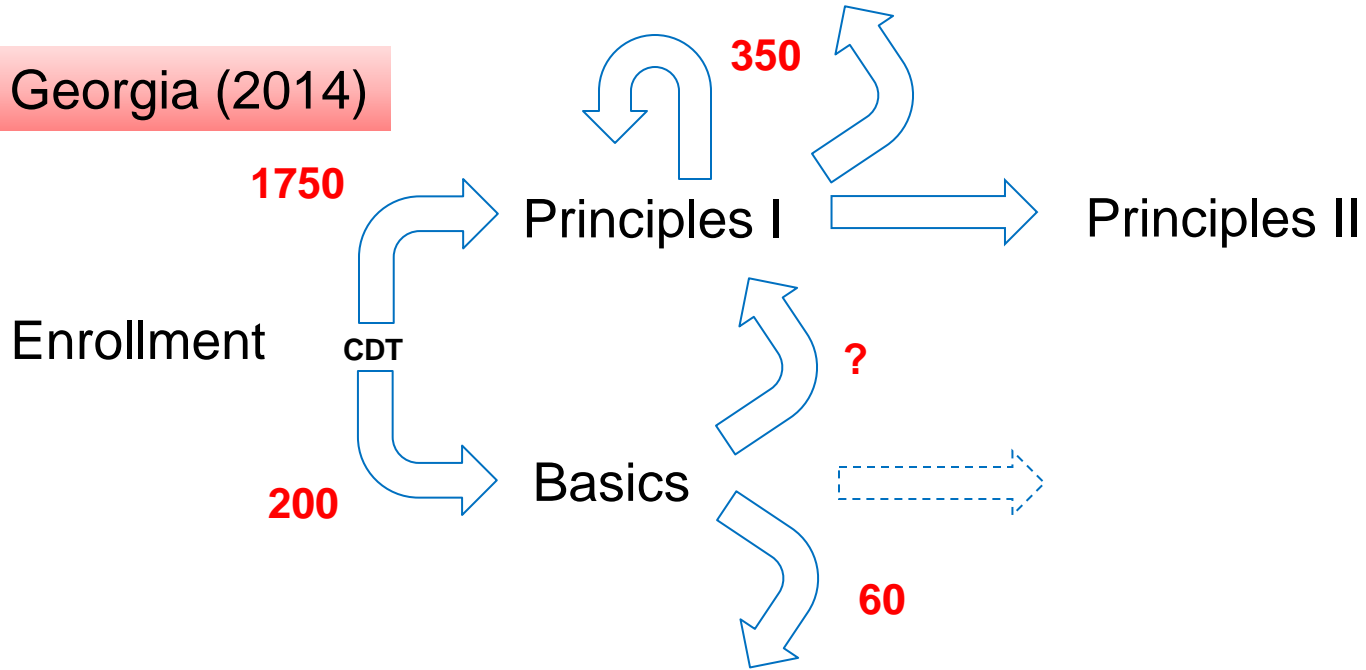 350
Georgia (2014)
1750
Principles I
Principles II
Enrollment
CDT
?
Basics
200
60